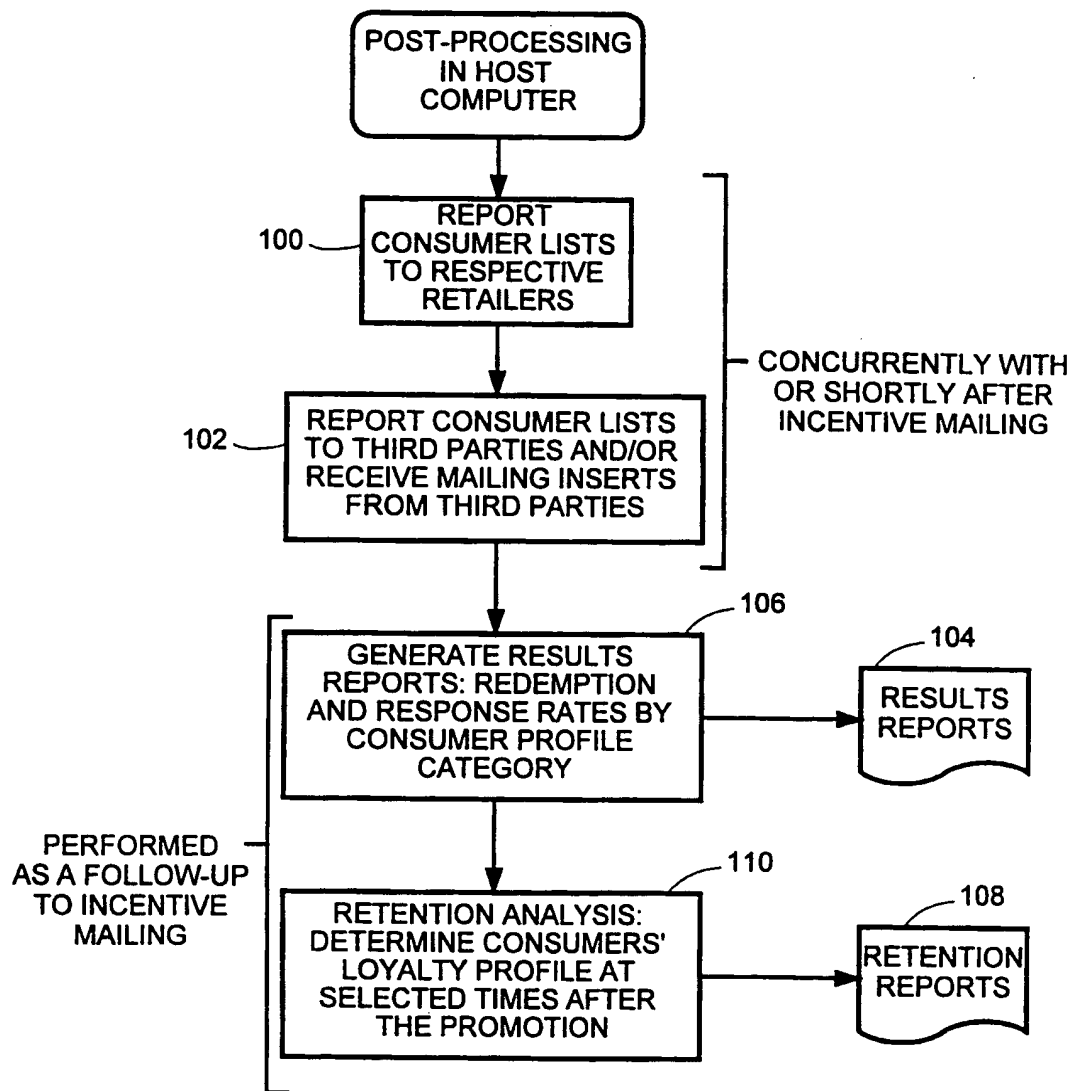 POST-PROCESSING
IN HOST
COMPUTER
100
REPORT
CONSUMER LISTS
TO RESPECTIVE
RETAILERS
CONCURRENTLY WITH
OR SHORTLY AFTER
INCENTIVE MAILING
102
REPORT CONSUMER LISTS
TO THIRD PARTIES AND/OR
RECEIVE MAILING INSERTS
FROM THIRD PARTIES
106
GENERATE RESULTS
REPORTS: REDEMPTION
AND RESPONSE RATES BY
CONSUMER PROFILE
CATEGORY
104
RESULTS
REPORTS
PERFORMED
AS A FOLLOW-UP
TO INCENTIVE
MAILING
110
RETENTION ANALYSIS:
DETERMINE CONSUMERS'
LOYALTY PROFILE AT
SELECTED TIMES AFTER
THE PROMOTION
108
RETENTION
REPORTS